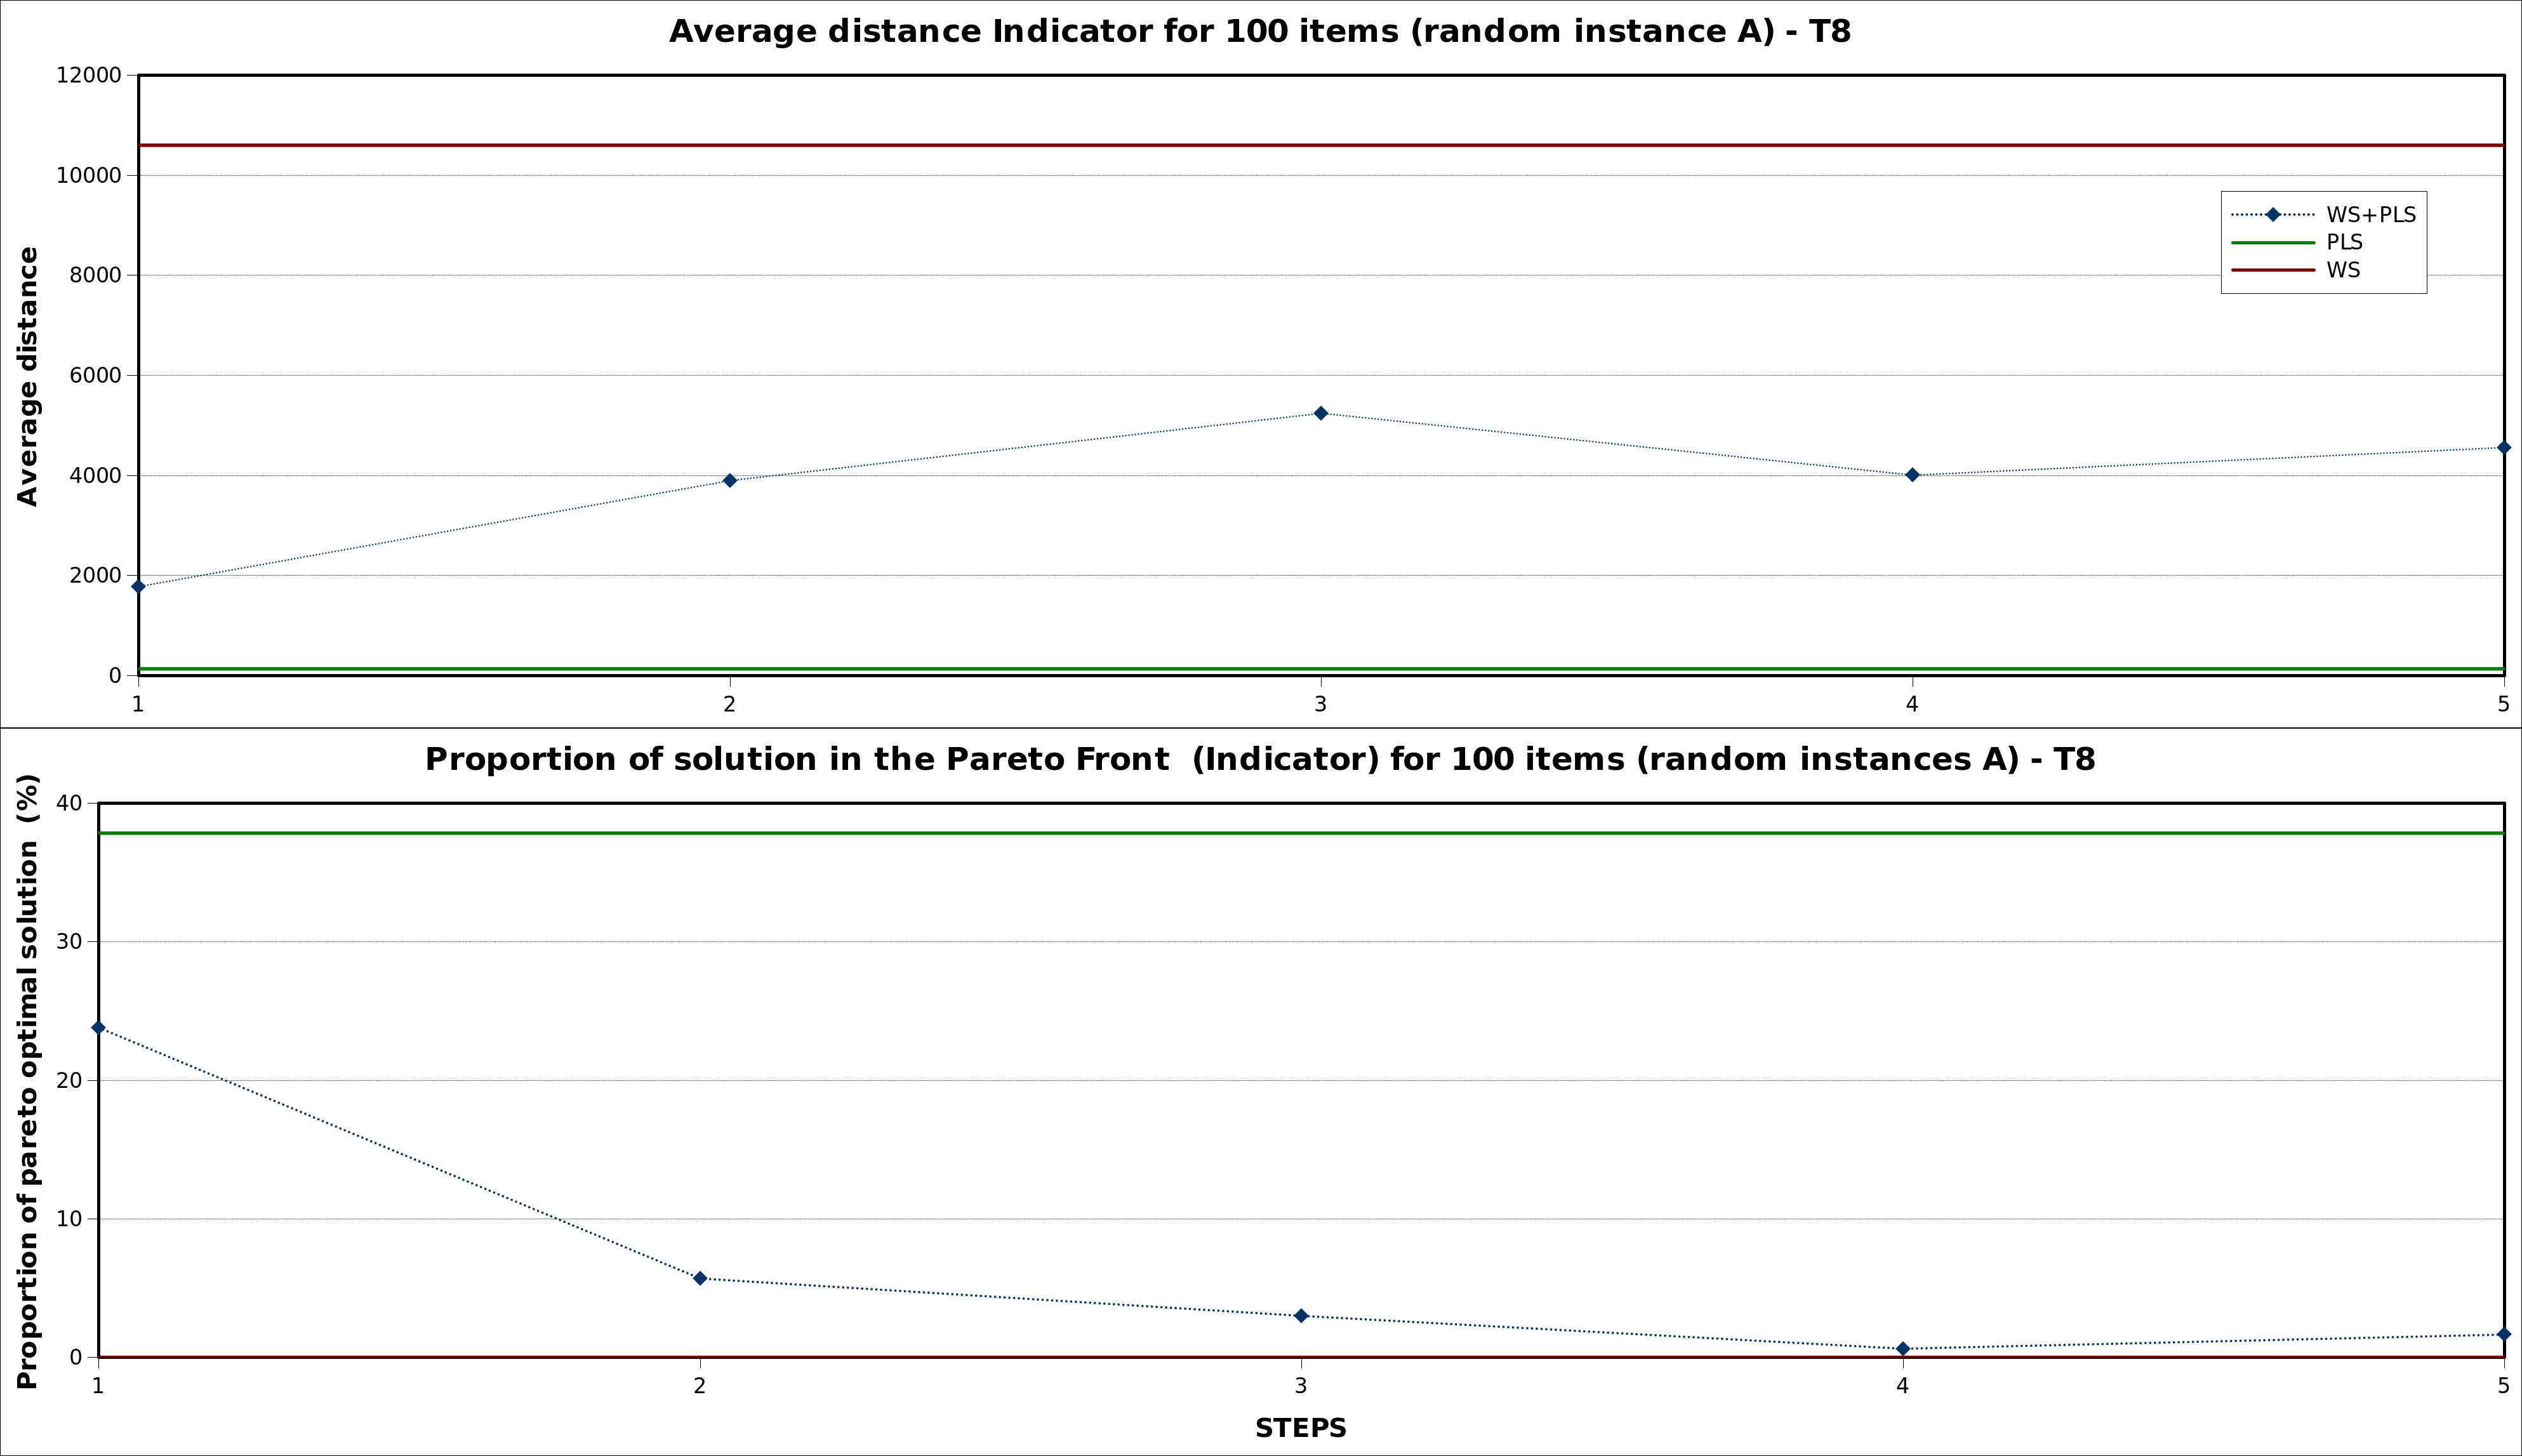 Average distance Indicator for 100 items (random instance A) - T8
12000
10000
8000
6000
4000
2000
0
Average distance
WS+PLS
PLS
WS
1 2 3 4 5
Proportion of solution in the Pareto Front  (Indicator) for 100 items (random instances A) - T8
40
30
20
10
0
Proportion of pareto optimal solution  (%)
1 2 3 4 5
STEPS